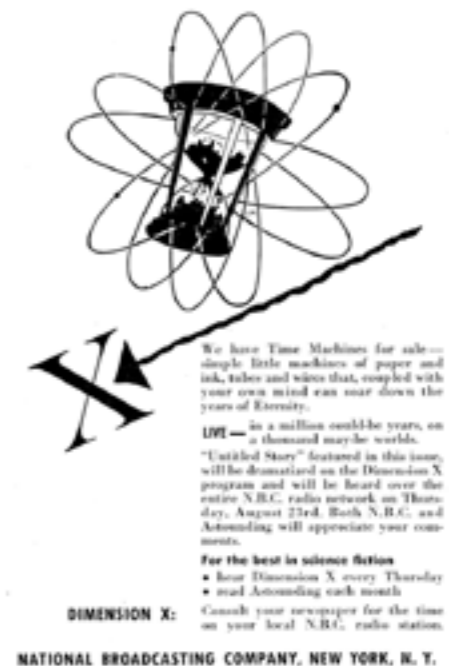 X
We have Time Machines for sale—
simple little machines of paper and
ink, tubes and wires that, coupled with
your own mind can soar down the
years of Eternity.
LIVE— in a million could-be years, on
a thousand may-be worlds.
"Untitled Story" featured in this issue,
will be dramatized on the Dimension X
program and will be heard over the
entire N.B.C. radio network on Thurs-
day, August 23rd. Both N.B.C. and
Astounding will appreciate your com-
ments.
For the best in science fiction
• hear Dimension X every Thursday
• read Astounding each month
DIMENSION X: Consult your newspaper for the time
on your local N.B.C. radio station.
NATIONAL BROADCASTING COMPANY, NEW YORK, N. Y.